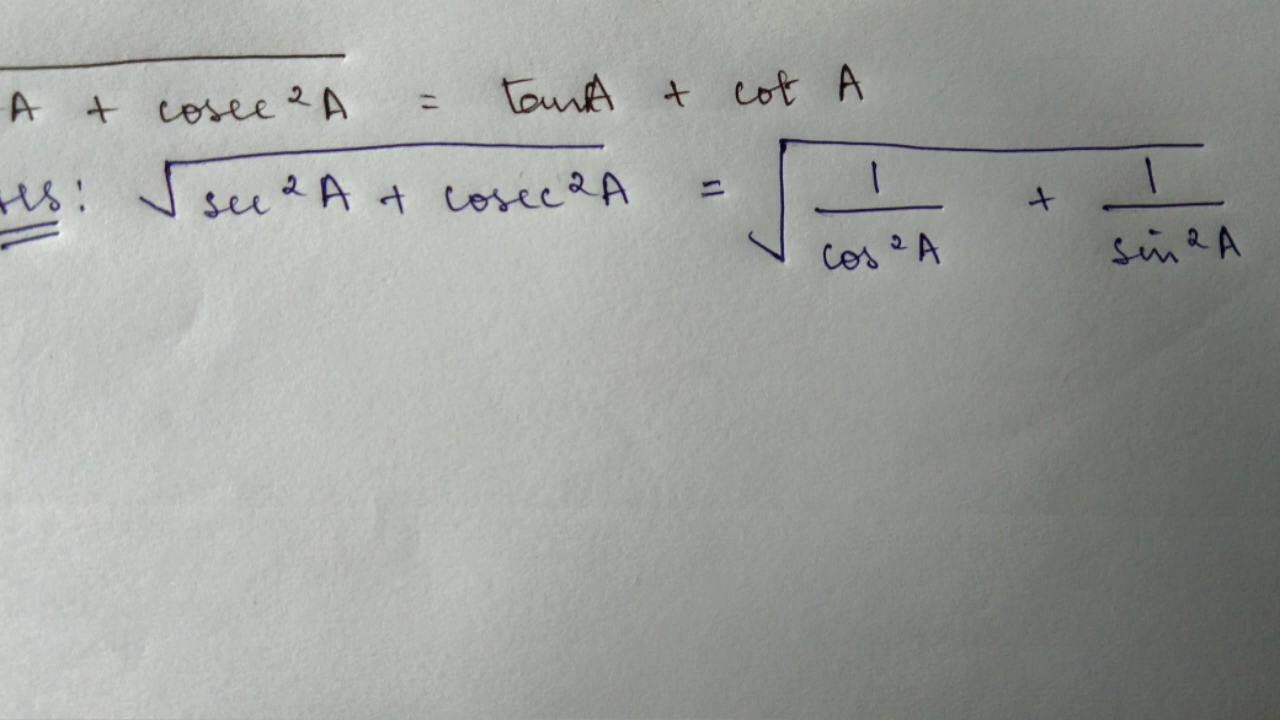 A + cosec²A = tanA + cot A
: √sec²A + cosec²A = √1/cos²A + 1/sin²A